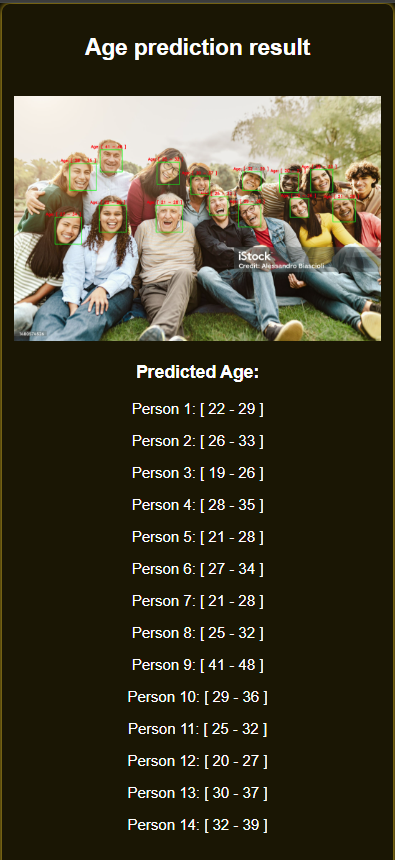 Age prediction result
iStock
Credit: Alessandro Biascioli
Predicted Age:
Person 1: [ 22 - 29 ]
Person 2: [ 26 - 33 ]
Person 3: [ 19 - 26 ]
Person 4: [ 28 - 35 ]
Person 5: [ 21 - 28 ]
Person 6: [ 27 - 34 ]
Person 7: [ 21 - 28 ]
Person 8: [ 25 - 32 ]
Person 9: [ 41 - 48 ]
Person 10: [ 29 - 36 ]
Person 11: [ 25 - 32 ]
Person 12: [ 20 - 27 ]
Person 13: [ 30 - 37 ]
Person 14: [ 32 - 39 ]